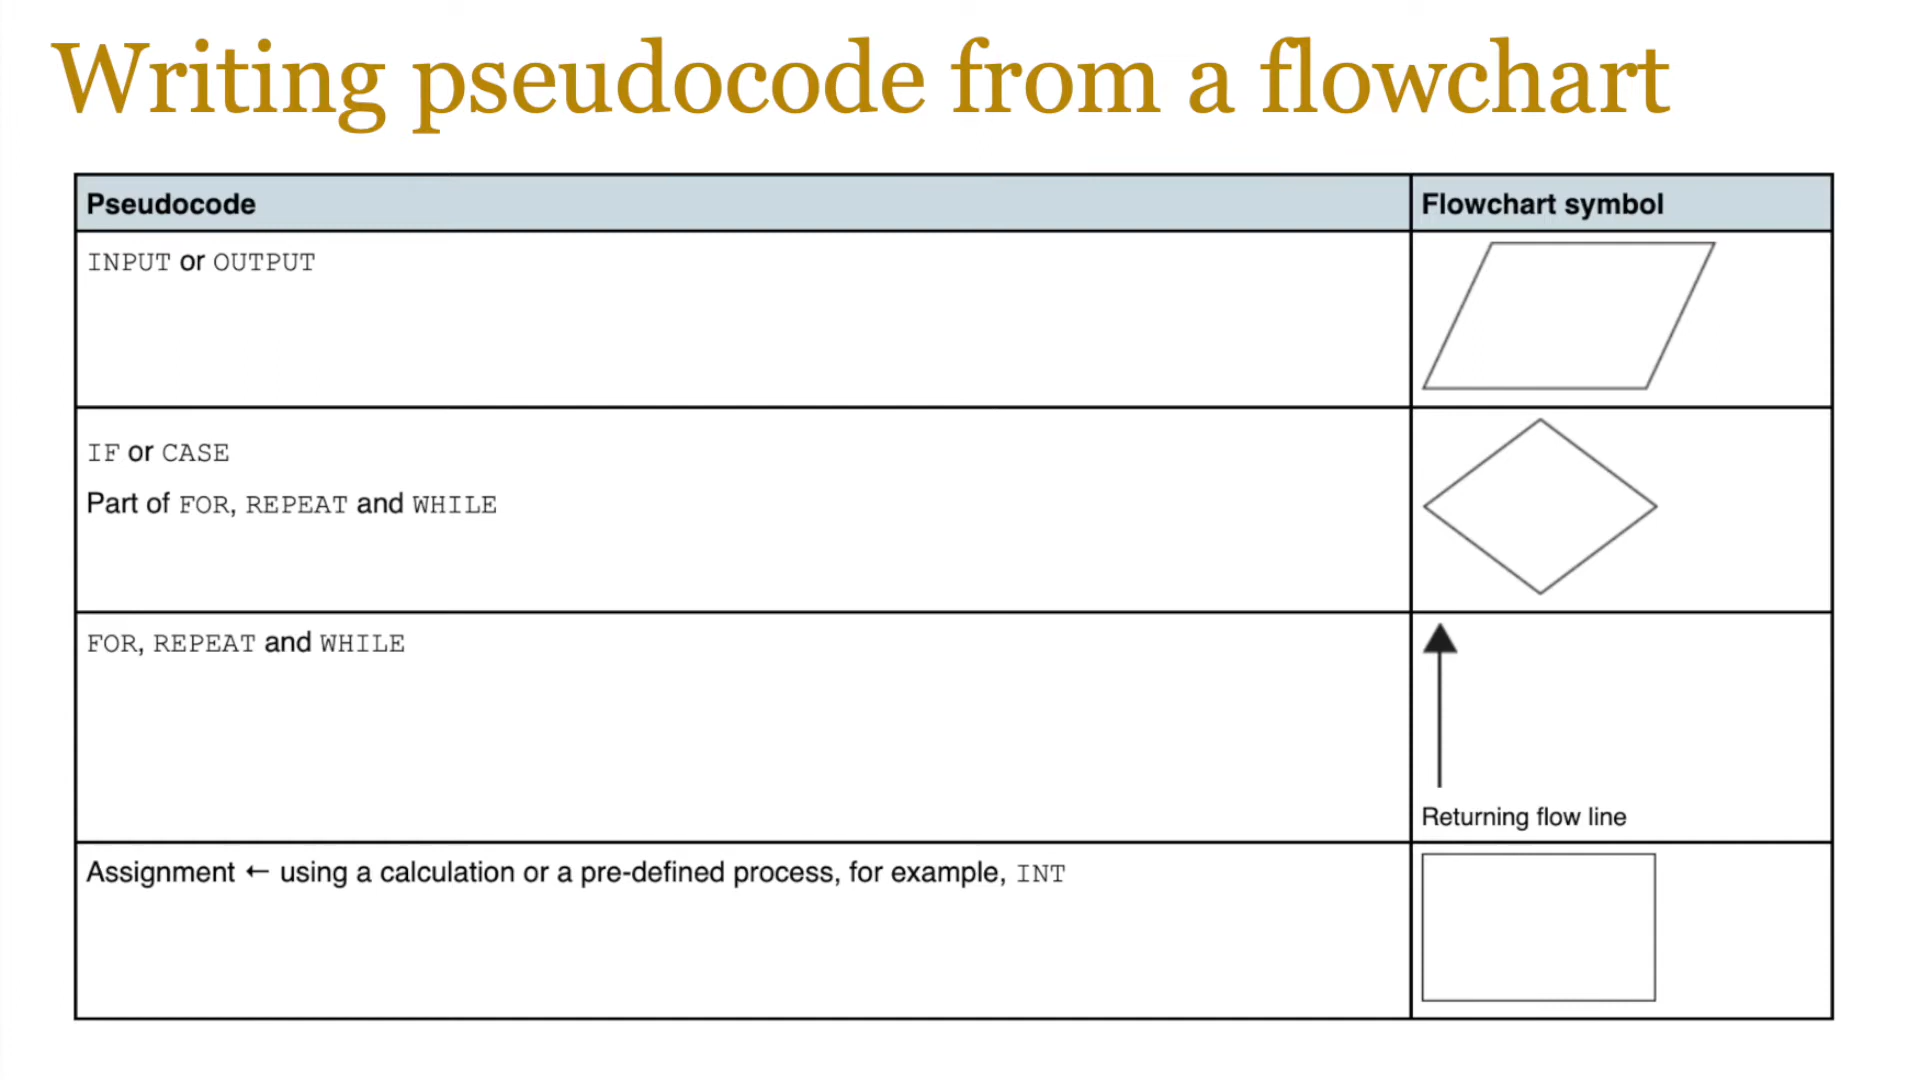 Writing pseudocode from a flowchart
Pseudocode
Flowchart symbol
INPUT or OUTPUT
IF or CASE
Part of FOR, REPEAT and WHILE
FOR, REPEAT and WHILE
Returning flow line
Assignment ← using a calculation or a pre-defined process, for example, INT